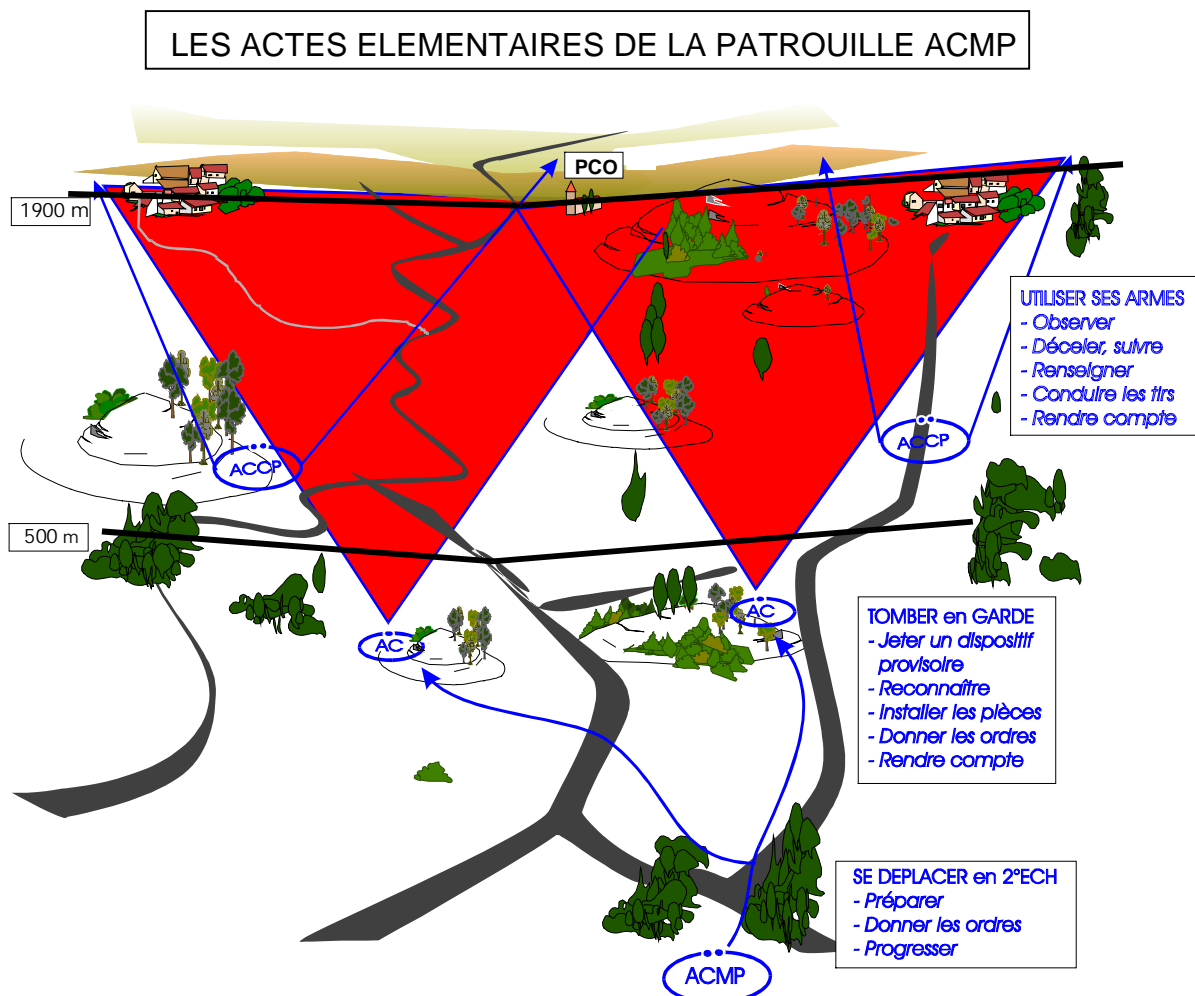 LES ACTES ELEMENTAIRES DE LA PATROUILLE ACMP
PCO
1900 m
UTILISER SES ARMES
- Observer
- Déceler, suivre
- Renseigner
- Conduire les tirs
- Rendre compte
ACCP
ACCP
500 m
AC
AC
TOMBER en GARDE
- Jeter un dispositif
provisoire
- Reconnaître
- Installer les pièces
- Donner les ordres
- Rendre compte
SE DEPLACER en 2°ECH
- Préparer
- Donner les ordres
- Progresser
ACMP